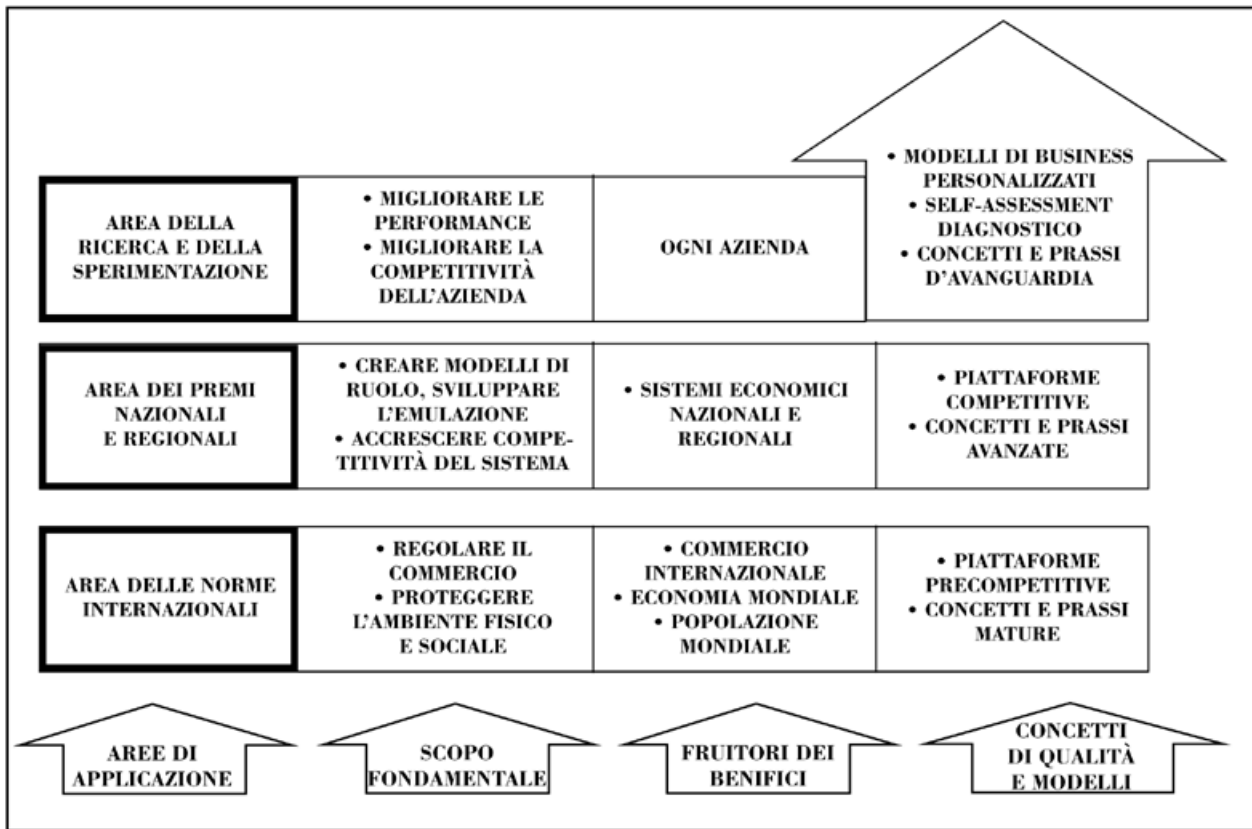 AREA DELLA
RICERCA E DELLA
SPERIMENTAZIONE
• MIGLIORARE LE
PERFORMANCE
• MIGLIORARE LA
COMPETITIVITÀ
DELL'AZIENDA
OGNI AZIENDA
• MODELLI DI BUSINESS
PERSONALIZZATI
• SELF-ASSESSMENT
DIAGNOSTICO
• CONCETTI E PRASSI
D'AVANGUARDIA
AREA DEI PREMI
NAZIONALI
E REGIONALI
• CREARE MODELLI DI
RUOLO, SVILUPPARE
L'EMULAZIONE
• ACCRESCERE COMPE-
TITIVITÀ DEL SISTEMA
• SISTEMI ECONOMICI
NAZIONALI E
REGIONALI
• PIATTAFORME
COMPETITIVE
• CONCETTI E PRASSI
AVANZATE
AREA DELLE NORME
INTERNAZIONALI
• REGOLARE IL
COMMERCIO
• PROTEGGERE
L'AMBIENTE FISICO
E SOCIALE
• COMMERCIO
INTERNAZIONALE
• ECONOMIA MONDIALE
• POPOLAZIONE
MONDIALE
• PIATTAFORME
PRECOMPETITIVE
• CONCETTI E PRASSI
MATURE
AREE DI
APPLICAZIONE
SCOPO
FONDAMENTALE
FRUITORI DEI
BENIFICI
CONCETTI
DI QUALITÀ
E MODELLI